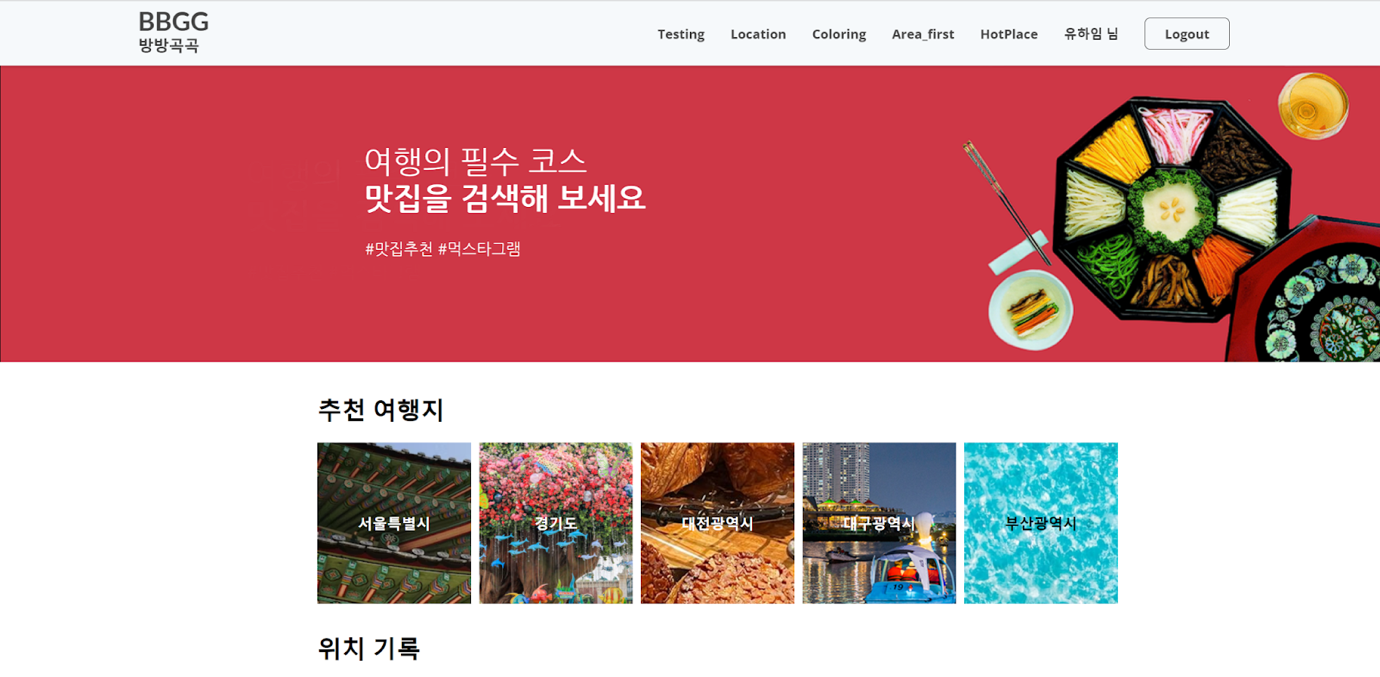 BBGG
방방곡곡
Testing Location Coloring Area_first HotPlace 유하임 님 Logout
여행의 필수 코스
맛집을 검색해 보세요
#맛집추천 #먹스타그램
추천 여행지
서울특별시 경기도 대전광역시 대구광역시 부산광역시
19
위치 기록